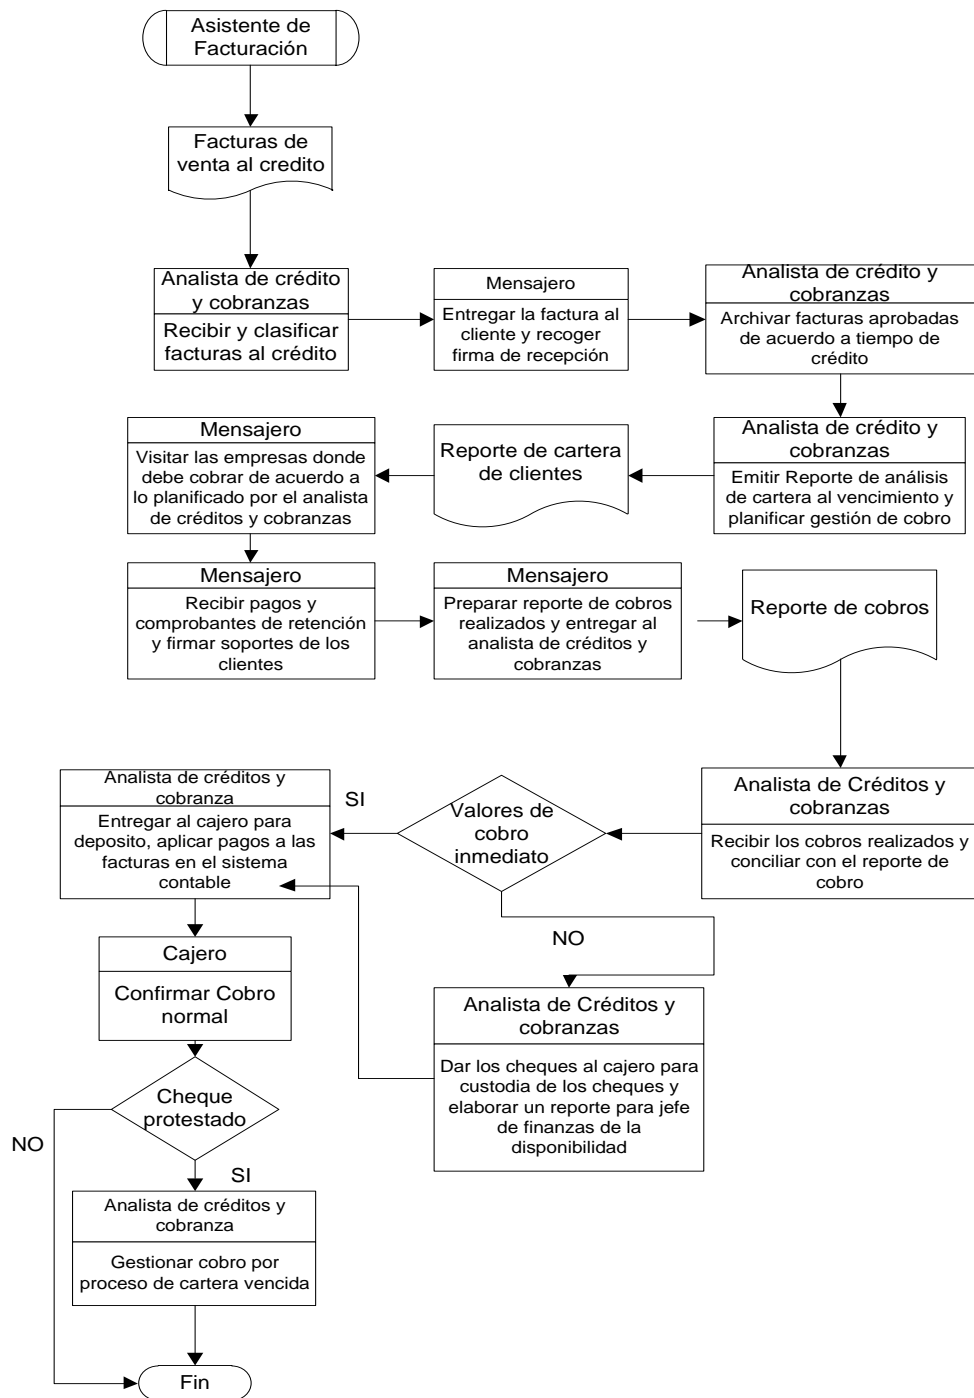 Asistente de
Facturación
Facturas de
venta al credito
Analista de crédito
y cobranzas
Recibir y clasificar
facturas al crédito
Mensajero
Entregar la factura al
cliente y recoger
firma de recepción
Analista de crédito y
cobranzas
Archivar facturas aprobadas
de acuerdo a tiempo de
crédito
Analista de crédito y
cobranzas
Emitir Reporte de análisis
de cartera al vencimiento y
planificar gestión de cobro
Reporte de cartera
de clientes
Mensajero
Visitar las empresas donde
debe cobrar de acuerdo a
lo planificado por el analista
de créditos y cobranzas
Mensajero
Recibir pagos y
comprobantes de retención
y firmar soportes de los
clientes
Mensajero
Preparar reporte de cobros
realizados y entregar al
analista de créditos y
cobranzas
Reporte de cobros
Analista de Créditos y
cobranzas
Recibir los cobros realizados y
conciliar con el reporte de
cobro
Valores de
cobro
inmediato
SI
NO
Analista de créditos y
cobranza
Entregar al cajero para
deposito, aplicar pagos a las
facturas en el sistema
contable
Analista de Créditos y
cobranzas
Dar los cheques al cajero para
custodia de los cheques y
elaborar un reporte para jefe
de finanzas de la
disponibilidad
Cajero
Confirmar Cobro
normal
Cheque
protestado
NO
SI
Analista de créditos y
cobranza
Gestionar cobro por
proceso de cartera vencida
Fin